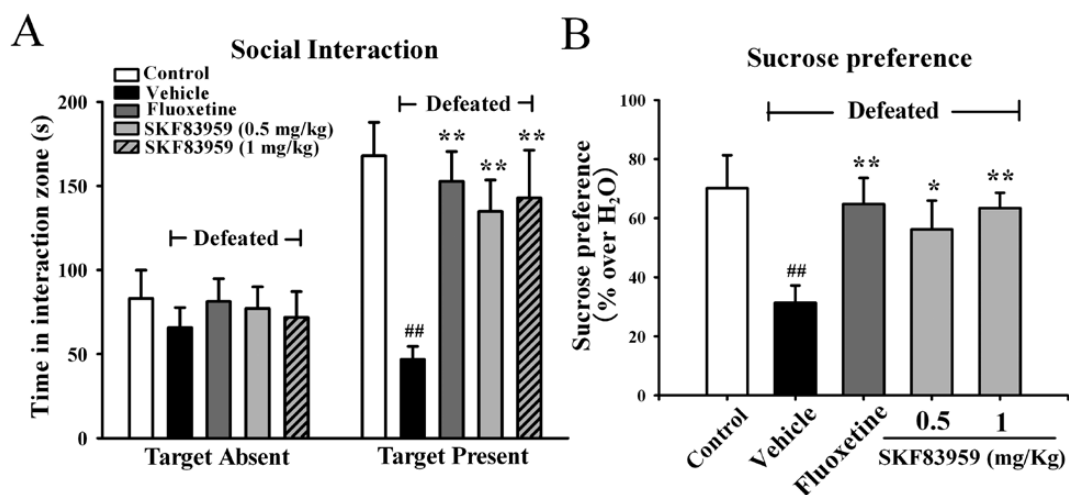 A
Social Interaction
Control
Vehicle
Fluoxetine
SKF83959 (0.5 mg/kg)
SKF83959 (1 mg/kg)
Time in interaction zone (s)
200
150
100
50
0
Defeated
Defeated
##
**
**
**
Target Absent
Target Present
B
Sucrose preference
Sucrose preference
(% over H₂O)
100
80
60
40
20
0
Defeated
##
**
*
**
Control
Vehicle
Fluoxetine
0.5
1
SKF83959 (mg/Kg)